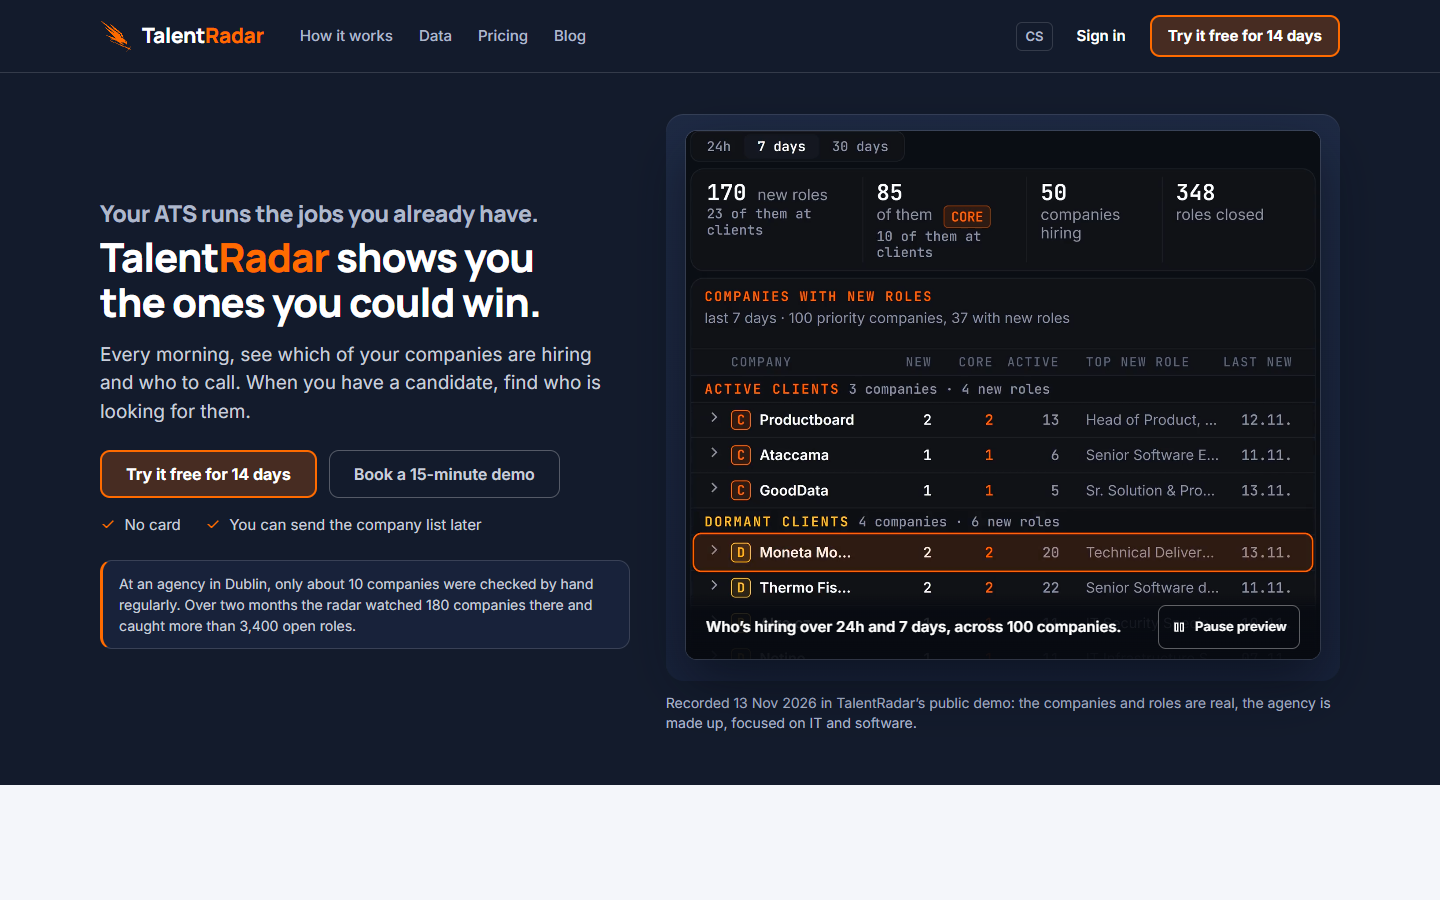 TalentRadar
How it works
Data
Pricing
Blog
CS
Sign in
Try it free for 14 days
Your ATS runs the jobs you already have.
TalentRadar shows you
the ones you could win.
Every morning, see which of your companies are hiring
and who to call. When you have a candidate, find who is
looking for them.
Try it free for 14 days
Book a 15-minute demo
No card
You can send the company list later
At an agency in Dublin, only about 10 companies were checked by hand
regularly. Over two months the radar watched 180 companies there and
caught more than 3,400 open roles.
24h 7 days 30 days
170 new roles
23 of them at
clients
85
of them CORE
10 of them at
clients
50
companies
hiring
348
roles closed
COMPANIES WITH NEW ROLES
last 7 days · 100 priority companies, 37 with new roles
COMPANY NEW CORE ACTIVE TOP NEW ROLE LAST NEW
ACTIVE CLIENTS 3 companies · 4 new roles
C Productboard 2 2 13 Head of Product, ... 12.11.
C Ataccama 1 1 6 Senior Software E... 11.11.
C GoodData 1 1 5 Sr. Solution & Pro... 13.11.
DORMANT CLIENTS 4 companies · 6 new roles
D Moneta Mo... 2 2 20 Technical Deliver... 13.11.
D Thermo Fis... 2 2 22 Senior Software d... 11.11.
Who's hiring over 24h and 7 days, across 100 companies.
Pause preview
Recorded 13 Nov 2026 in TalentRadar's public demo: the companies and roles are real, the agency is
made up, focused on IT and software.